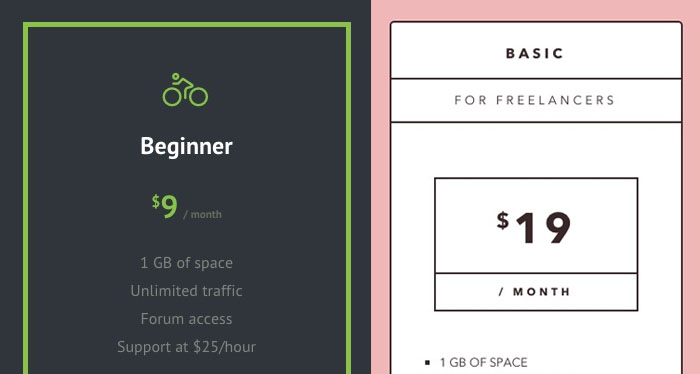 Beginner
$9 / month
1 GB of space
Unlimited traffic
Forum access
Support at $25/hour
BASIC
FOR FREELANCERS
$19
/ MONTH
1 GB OF SPACE